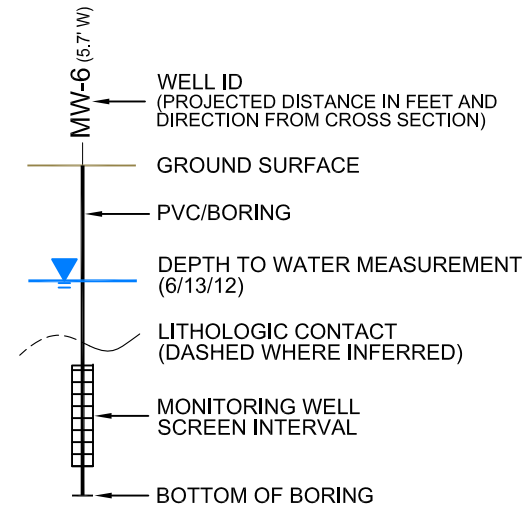 MW-6 (5.7' W)
WELL ID
(PROJECTED DISTANCE IN FEET AND
DIRECTION FROM CROSS SECTION)
GROUND SURFACE
PVC/BORING
DEPTH TO WATER MEASUREMENT
(6/13/12)
LITHOLOGIC CONTACT
(DASHED WHERE INFERRED)
MONITORING WELL
SCREEN INTERVAL
BOTTOM OF BORING